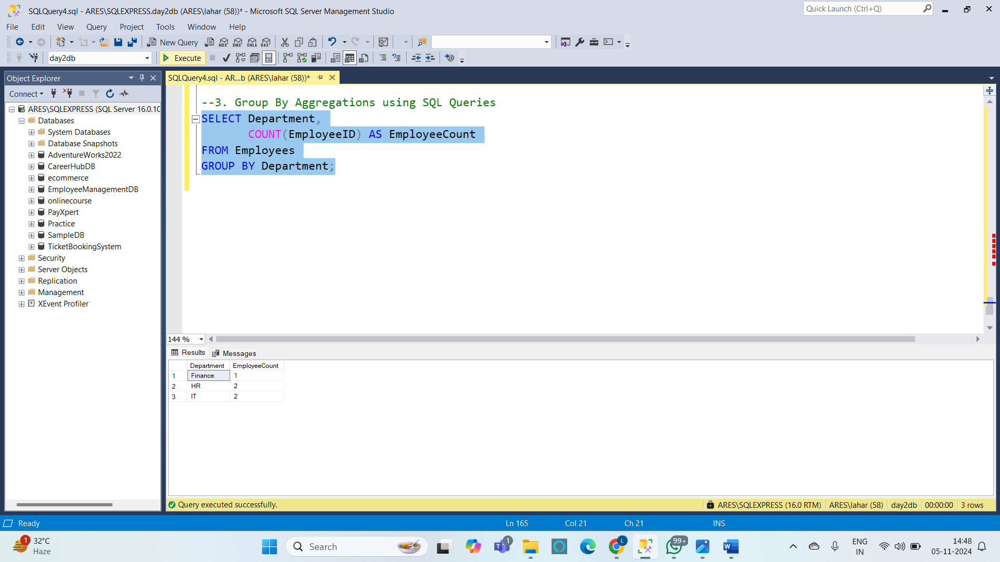 SQLQuery4.sql - ARES\SQLEXPRESS.day2db (ARES\lahar (58))* - Microsoft SQL Server Management Studio
Quick Launch (Ctrl+Q)
File Edit View Query Project Tools Window Help
New Query
MDX DMX XMLA DAX
day2db
Execute
Object Explorer
SQLQuery4.sql - AR...b (ARES\lahar (58))*
Connect
ARES\SQLEXPRESS (SQL Server 16.0.10
Databases
System Databases
Database Snapshots
AdventureWorks2022
CareerHubDB
ecommerce
EmployeeManagementDB
onlinecourse
PayXpert
Practice
SampleDB
TicketBookingSystem
Security
Server Objects
Replication
Management
XEvent Profiler
--3. Group By Aggregations using SQL Queries
SELECT Department,
COUNT(EmployeeID) AS EmployeeCount
FROM Employees
GROUP BY Department;
144 %
Results Messages
Department EmployeeCount
1 Finance 1
2 HR 2
3 IT 2
Query executed successfully.
ARES\SQLEXPRESS (16.0 RTM) ARES\lahar (58) day2db 00:00:00 3 rows
Ready Ln 165 Col 21 Ch 21 INS
1
32°C
Haze
Search
1
L
99+
ENG
IN
14:48
05-11-2024